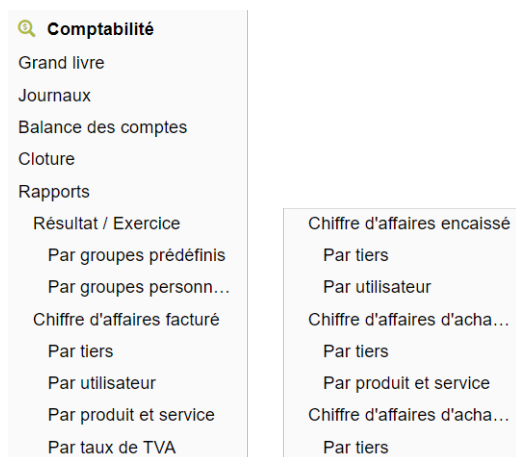 Comptabilité
Grand livre
Journaux
Balance des comptes
Cloture
Rapports
Résultat / Exercice
Par groupes prédéfinis
Par groupes personn...
Chiffre d'affaires facturé
Par tiers
Par utilisateur
Par produit et service
Par taux de TVA
Chiffre d'affaires encaissé
Par tiers
Par utilisateur
Chiffre d'affaires d'acha...
Par tiers
Par produit et service
Chiffre d'affaires d'acha...
Par tiers